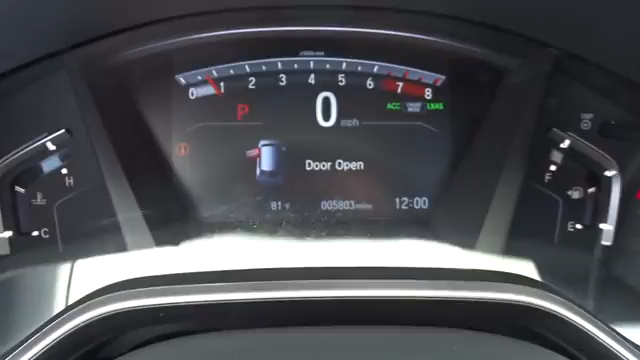 0 1 2 3 4 5 6 7 8
P 0 mph ACC LKAS
Door Open
H F
81°F 005803 miles 12:00
C E